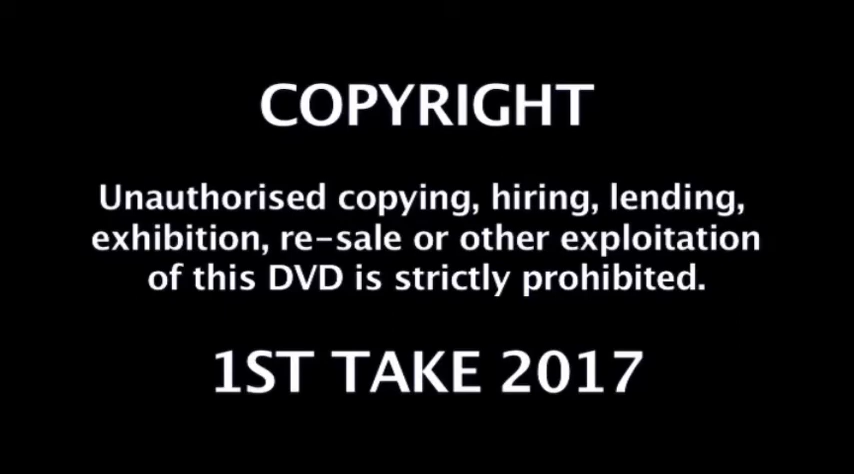 COPYRIGHT
Unauthorised copying, hiring, lending,
exhibition, re-sale or other exploitation
of this DVD is strictly prohibited.
1ST TAKE 2017